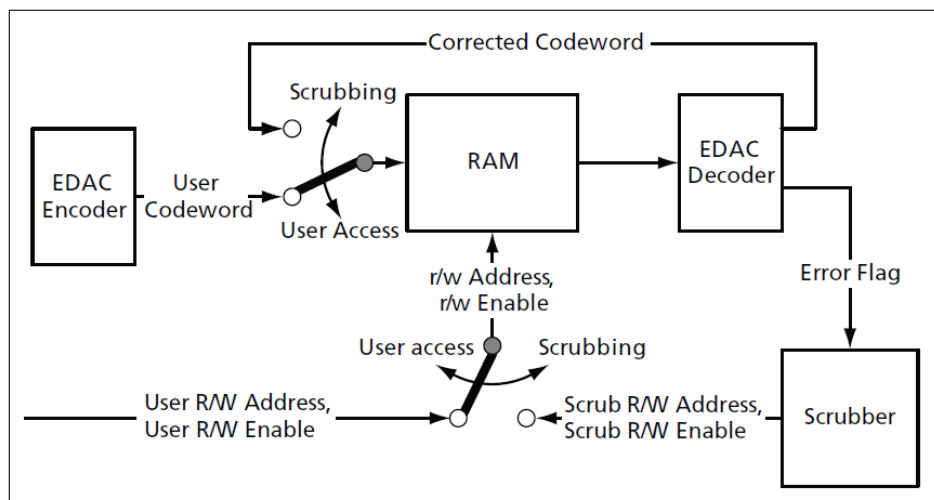 Corrected Codeword
Scrubbing
EDAC
Encoder
User
Codeword
User Access
RAM
EDAC
Decoder
r/w Address,
r/w Enable
Error Flag
User access
Scrubbing
User R/W Address,
User R/W Enable
Scrub R/W Address,
Scrub R/W Enable
Scrubber